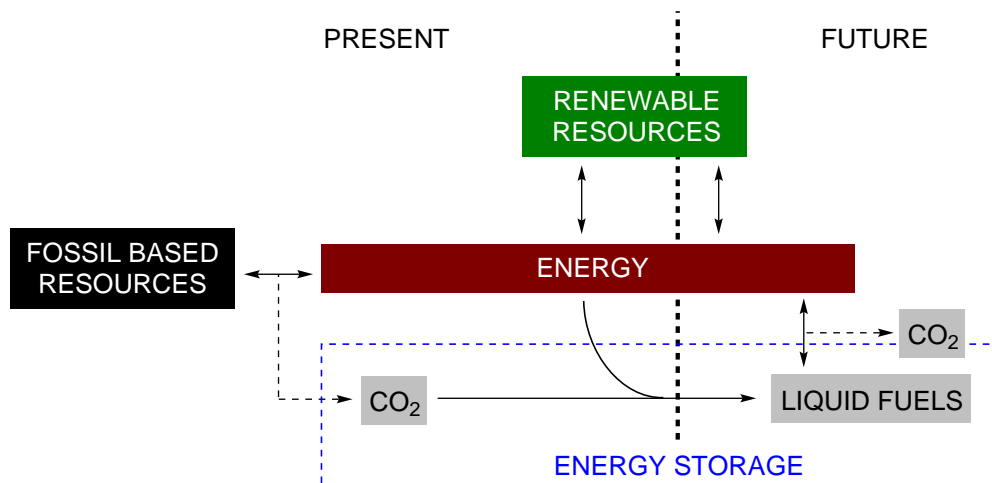 PRESENT
FUTURE
RENEWABLE
RESOURCES
FOSSIL BASED
RESOURCES
ENERGY
CO₂
CO₂
LIQUID FUELS
ENERGY STORAGE